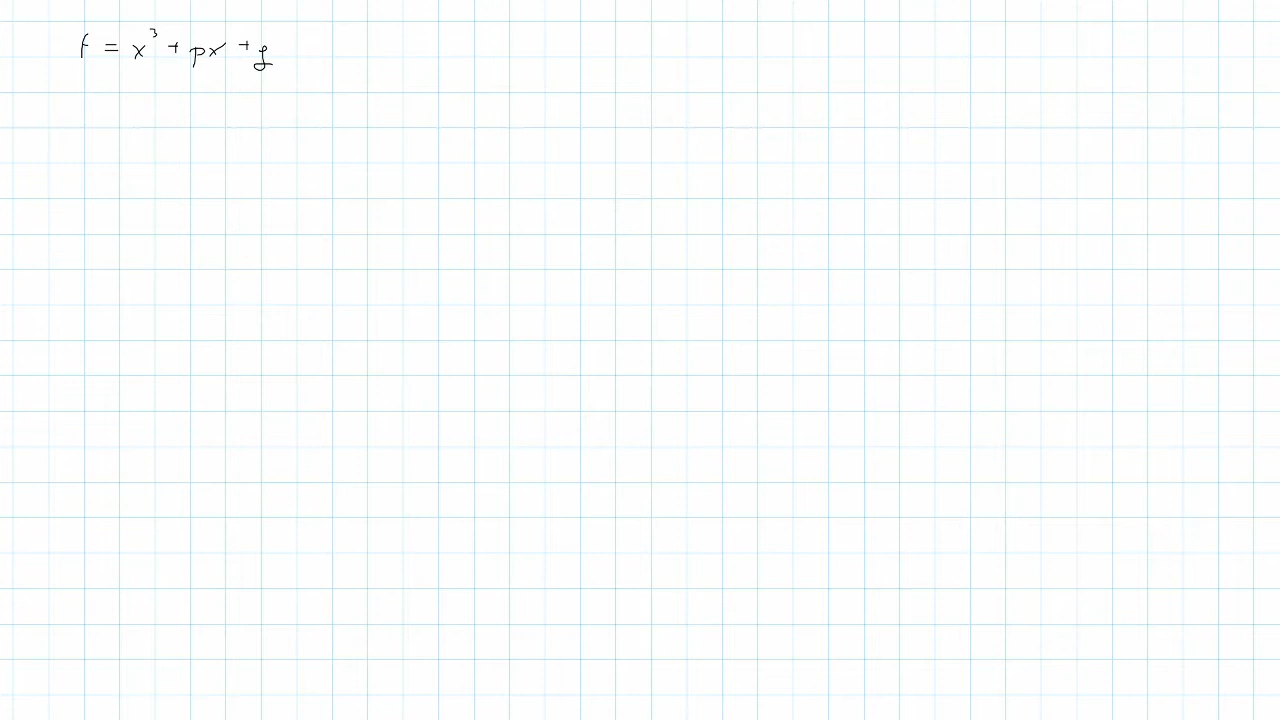 f = x³ + px + q